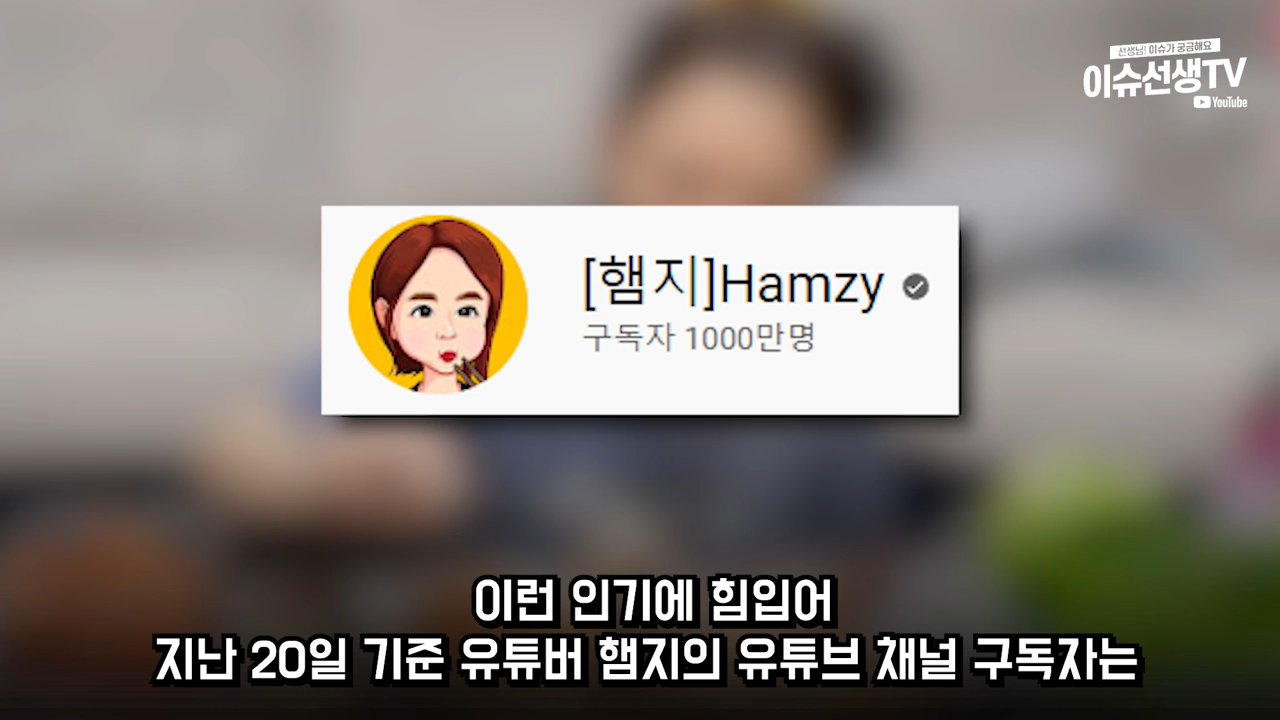 선생님! 이슈가 궁금해요
이슈선생TV
YouTube
[햄지]Hamzy
구독자 1000만명
이런 인기에 힘입어
지난 20일 기준 유튜버 햄지의 유튜브 채널 구독자는